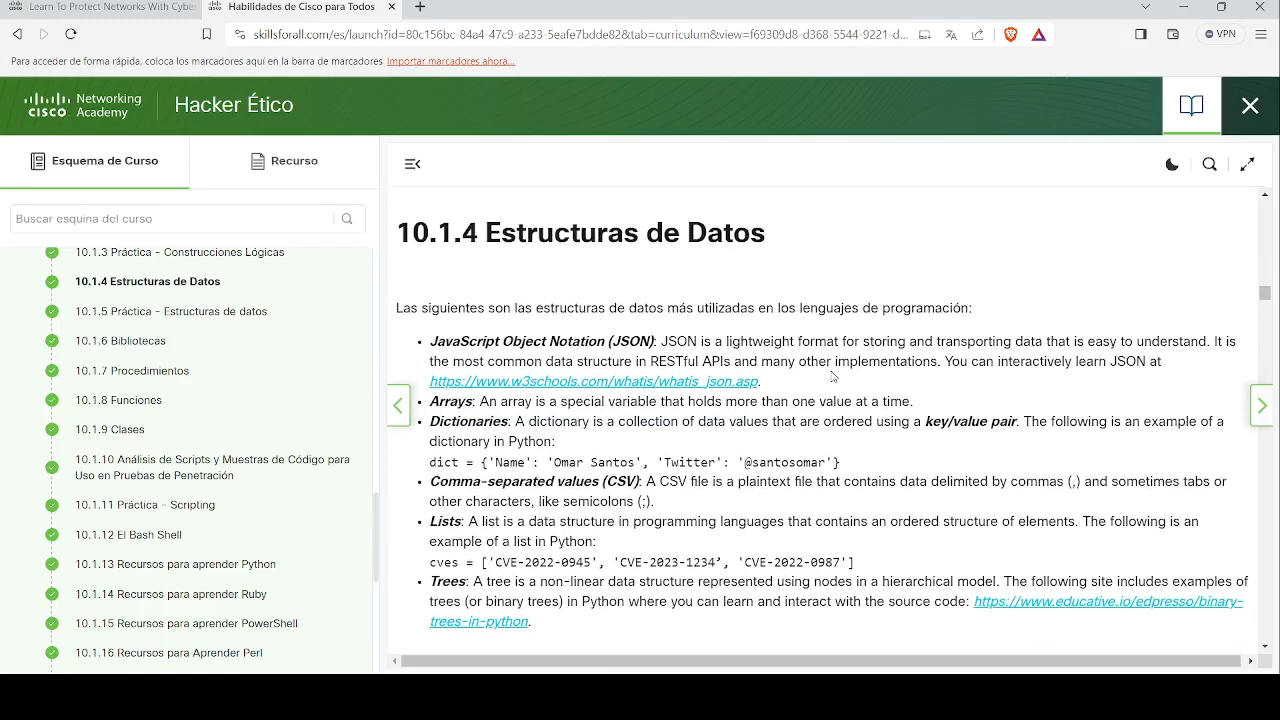 Learn To Protect Networks With Cyber
Habilidades de Cisco para Todos
skillsforall.com/es/launch?id=80c156bc-84a4-47c9-a233-5eafe7bdde82&tab=curriculum&view=f69309d8-d368-5544-9221-d...
VPN
Para acceder de forma rápida, coloca los marcadores aquí en la barra de marcadores Importar marcadores ahora...
Networking
CISCO Academy
Hacker Ético
Esquema de Curso
Recurso
Buscar esquina del curso
10.1.3 Práctica - Construcciones Lógicas
10.1.4 Estructuras de Datos
10.1.5 Práctica - Estructuras de datos
10.1.6 Bibliotecas
10.1.7 Procedimientos
10.1.8 Funciones
10.1.9 Clases
10.1.10 Análisis de Scripts y Muestras de Código para
Uso en Pruebas de Penetración
10.1.11 Práctica - Scripting
10.1.12 El Bash Shell
10.1.13 Recursos para aprender Python
10.1.14 Recursos para aprender Ruby
10.1.15 Recursos para aprender PowerShell
10.1.16 Recursos para Aprender Perl
10.1.4 Estructuras de Datos
Las siguientes son las estructuras de datos más utilizadas en los lenguajes de programación:
• JavaScript Object Notation (JSON): JSON is a lightweight format for storing and transporting data that is easy to understand. It is
the most common data structure in RESTful APIs and many other implementations. You can interactively learn JSON at
https://www.w3schools.com/whatis/whatis_json.asp.
• Arrays: An array is a special variable that holds more than one value at a time.
• Dictionaries: A dictionary is a collection of data values that are ordered using a key/value pair. The following is an example of a
dictionary in Python:
dict = {'Name': 'Omar Santos', 'Twitter': '@santosomar'}
• Comma-separated values (CSV): A CSV file is a plaintext file that contains data delimited by commas (,) and sometimes tabs or
other characters, like semicolons (;).
• Lists: A list is a data structure in programming languages that contains an ordered structure of elements. The following is an
example of a list in Python:
cves = ['CVE-2022-0945', 'CVE-2023-1234’, 'CVE-2022-0987']
• Trees: A tree is a non-linear data structure represented using nodes in a hierarchical model. The following site includes examples of
trees (or binary trees) in Python where you can learn and interact with the source code: https://www.educative.io/edpresso/binary-
trees-in-python.